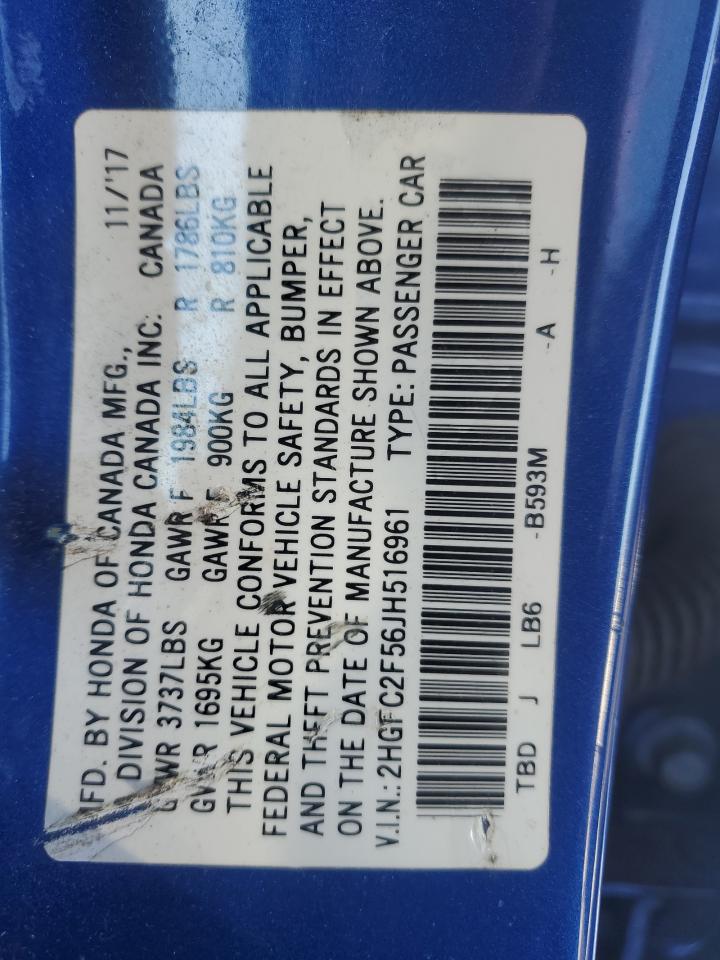 MFD. BY HONDA OF CANADA MFG., 11/'17
DIVISION OF HONDA CANADA INC. CANADA
GVWR 3737LBS GAWR F 1984LBS R 1786LBS
GVWR 1695KG GAWR F 900KG R 810KG
THIS VEHICLE CONFORMS TO ALL APPLICABLE
FEDERAL MOTOR VEHICLE SAFETY, BUMPER,
AND THEFT PREVENTION STANDARDS IN EFFECT
ON THE DATE OF MANUFACTURE SHOWN ABOVE.
V.I.N.: 2HGFC2F56JH516961 TYPE: PASSENGER CAR
TBD J LB6 -B593M -A -H